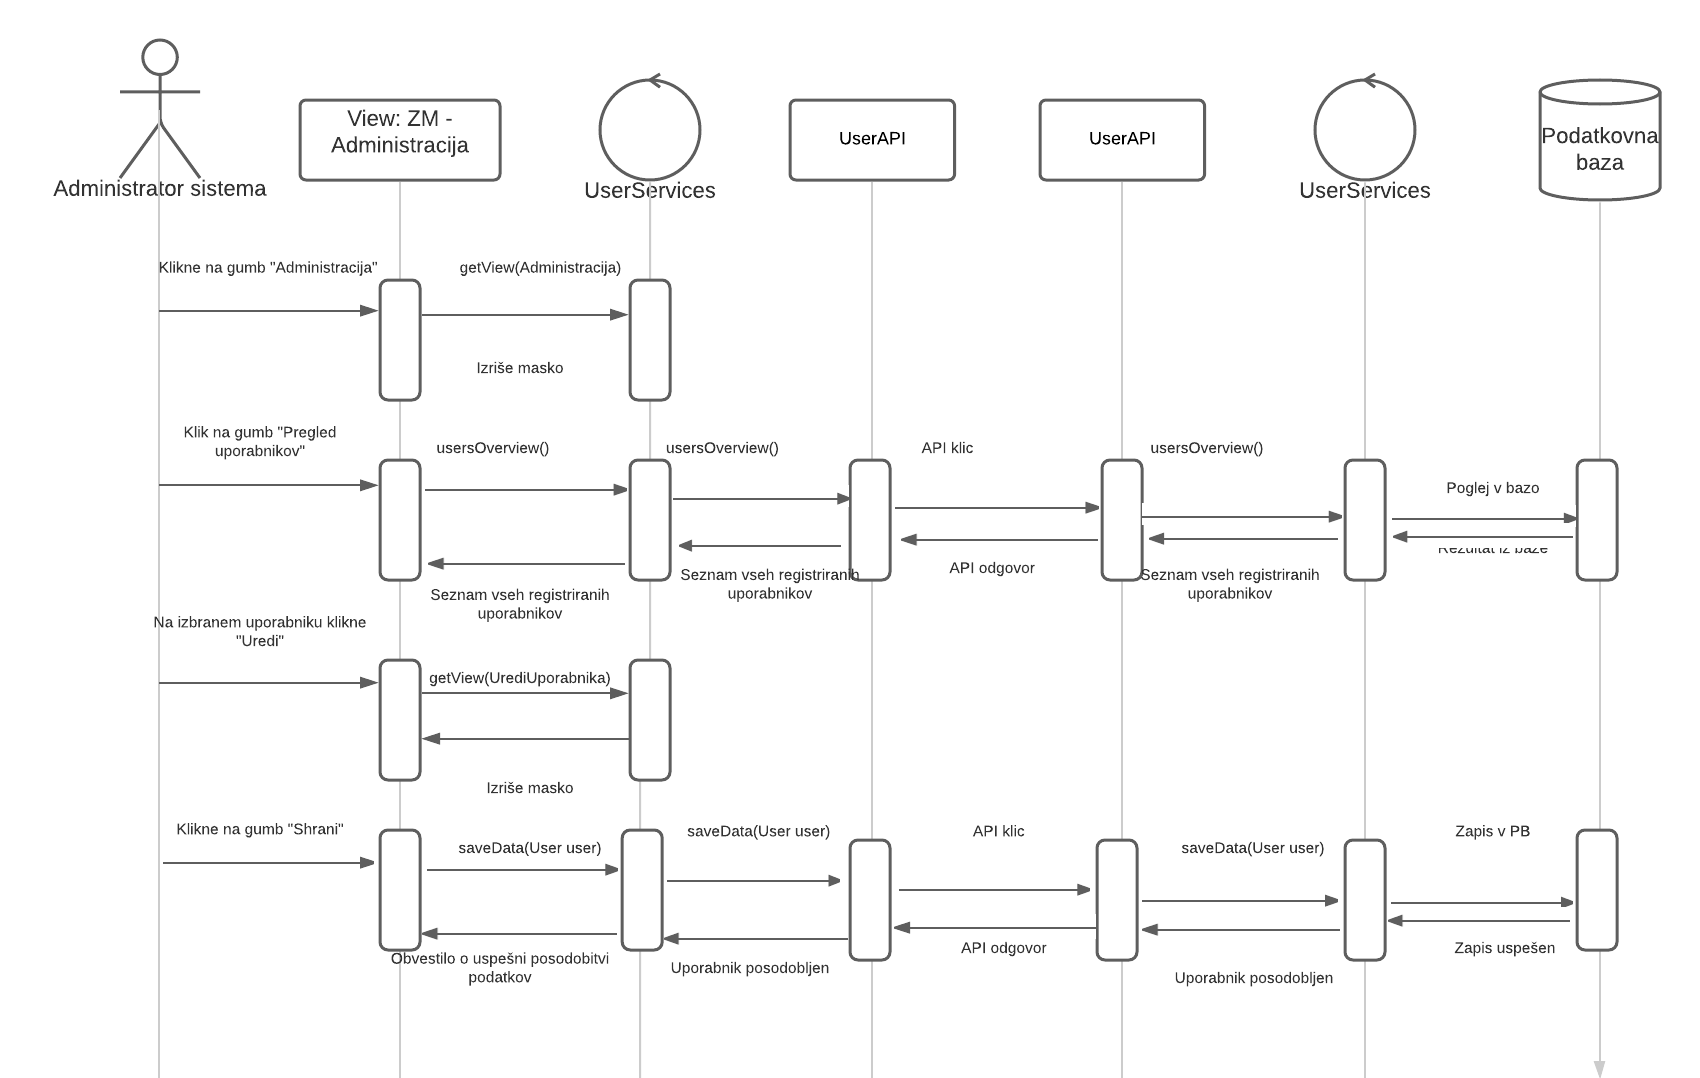 Administrator sistema
View: ZM -
Administracija
UserServices
UserAPI
UserAPI
UserServices
Podatkovna
baza
Klikne na gumb "Administracija"
getView(Administracija)
Izriše masko
Klik na gumb "Pregled
uporabnikov"
usersOverview()
usersOverview()
API klic
usersOverview()
Poglej v bazo
Rezultat iz baze
Seznam vseh registriranih
uporabnikov
Seznam vseh registriranih
uporabnikov
API odgovor
Seznam vseh registriranih
uporabnikov
Na izbranem uporabniku klikne
"Uredi"
getView(UrediUporabnika)
Izriše masko
Klikne na gumb "Shrani"
saveData(User user)
saveData(User user)
API klic
saveData(User user)
Zapis v PB
Obvestilo o uspešni posodobitvi
podatkov
Uporabnik posodobljen
API odgovor
Uporabnik posodobljen
Zapis uspešen